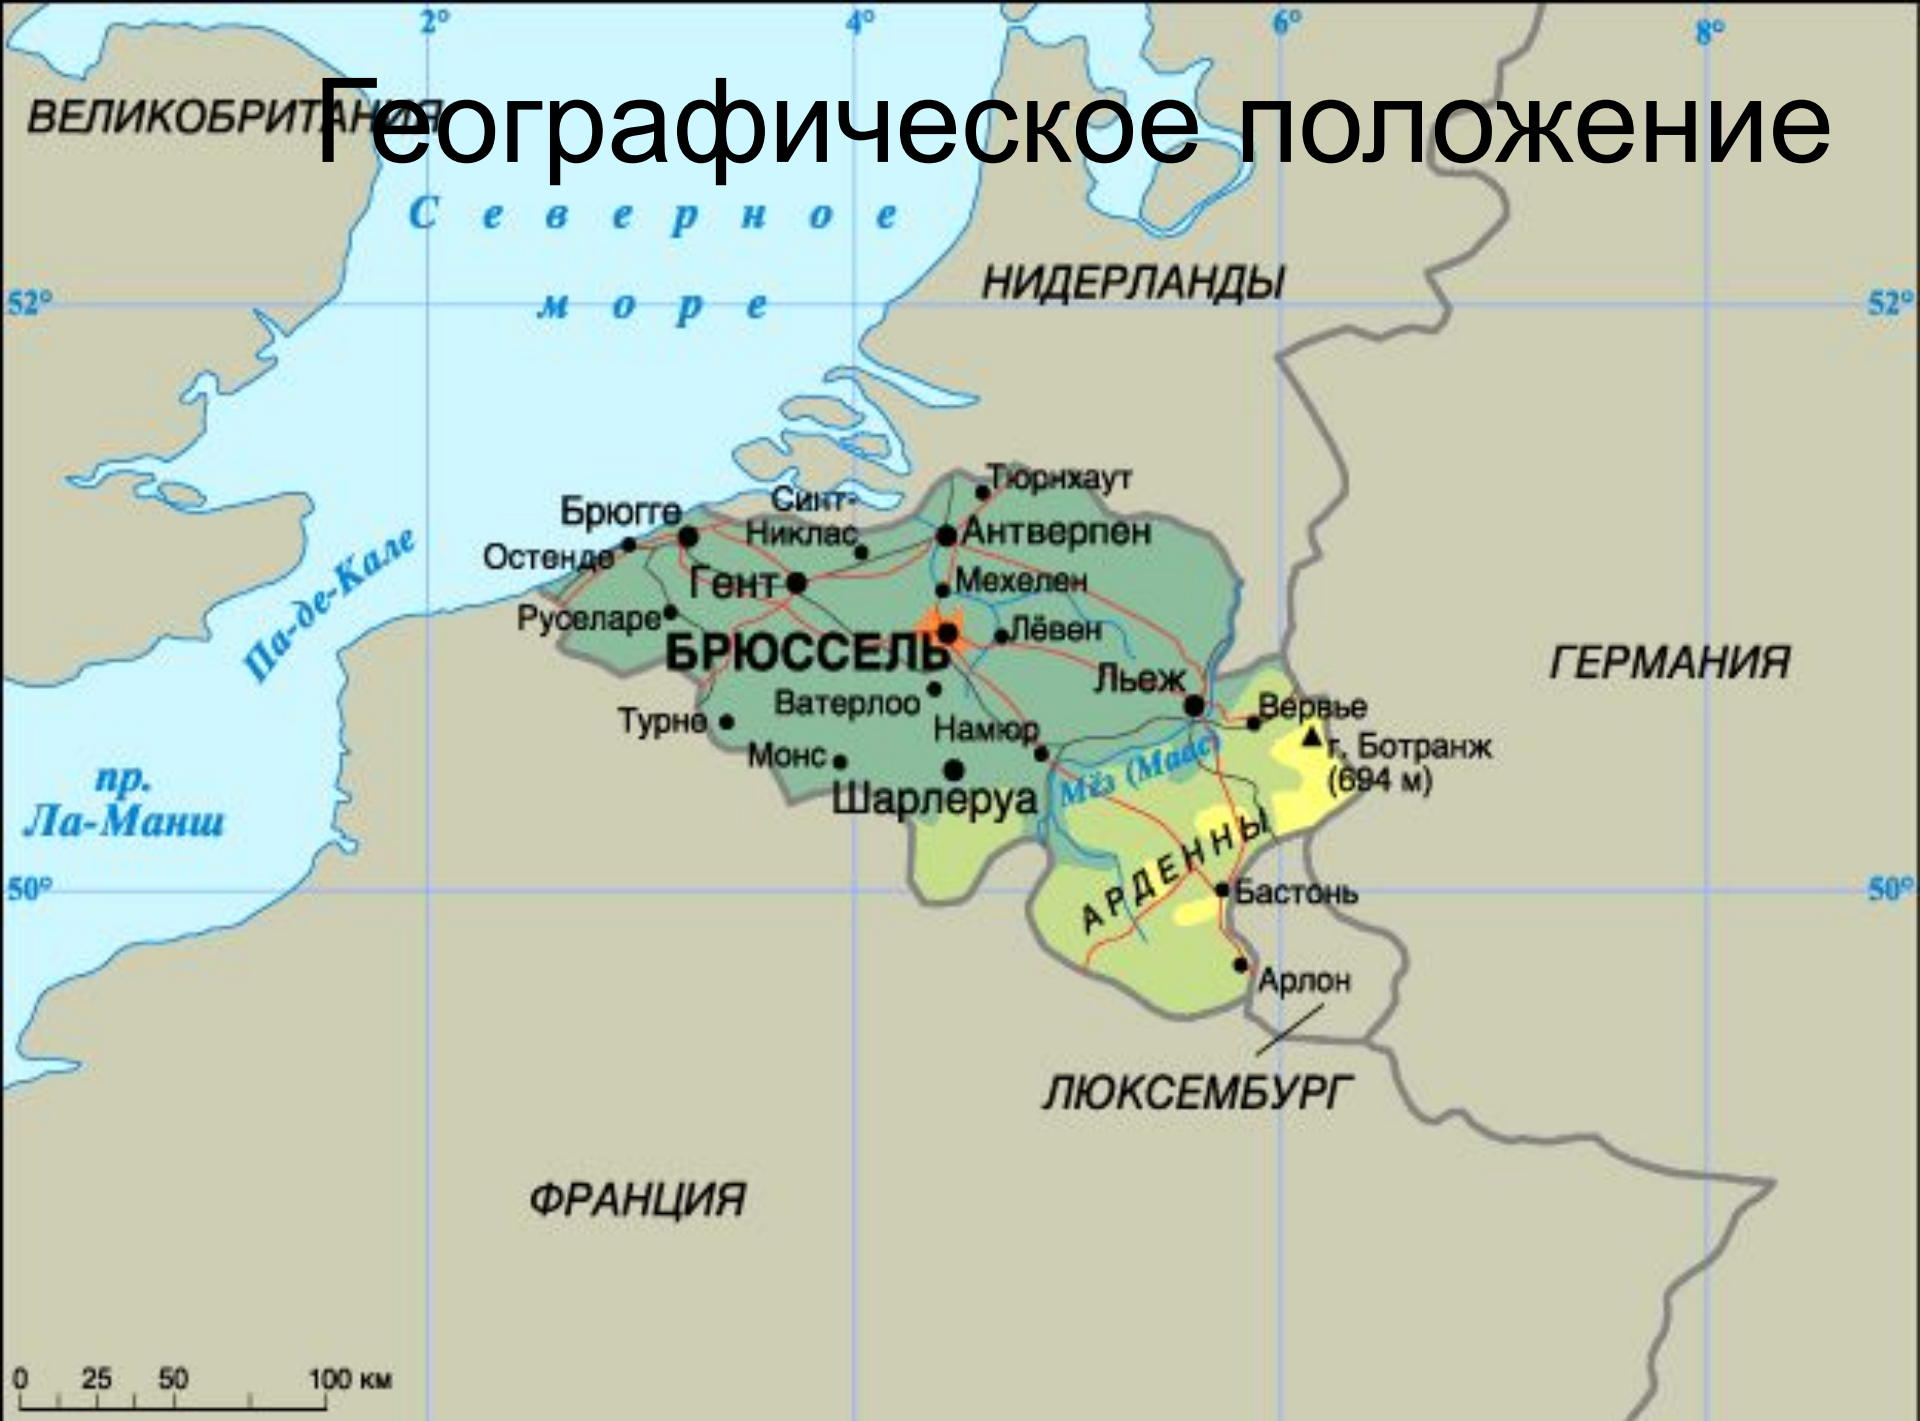 2°
4°
6°
8°
Географическое положение
ВЕЛИКОБРИТАНИЯ
Северное
море
НИДЕРЛАНДЫ
52°
52°
Тюрнхаут
Брюгге
Синт-
Никлас
Антверпен
Остенде
Гент
Мехелен
Па-де-Кале
Руселаре
Лёвен
БРЮССЕЛЬ
ГЕРМАНИЯ
Льеж
Ватерлоо
Вервье
Турне
Намюр
г. Ботранж
(694 м)
Монс
Мёз (Маас)
Шарлеруа
пр.
Ла-Манш
АРДЕННЫ
50°
50°
Бастонь
Арлон
ЛЮКСЕМБУРГ
ФРАНЦИЯ
0 25 50 100 км